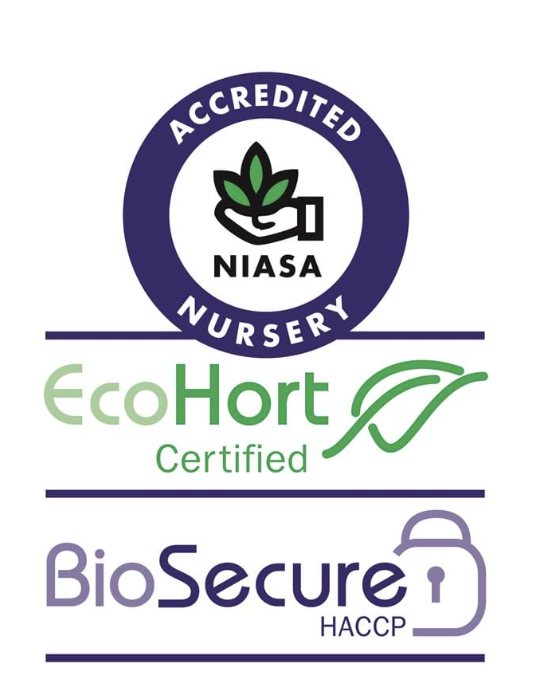 ACCREDITED
NIASA
NURSERY
EcoHort
Certified
BioSecure
HACCP